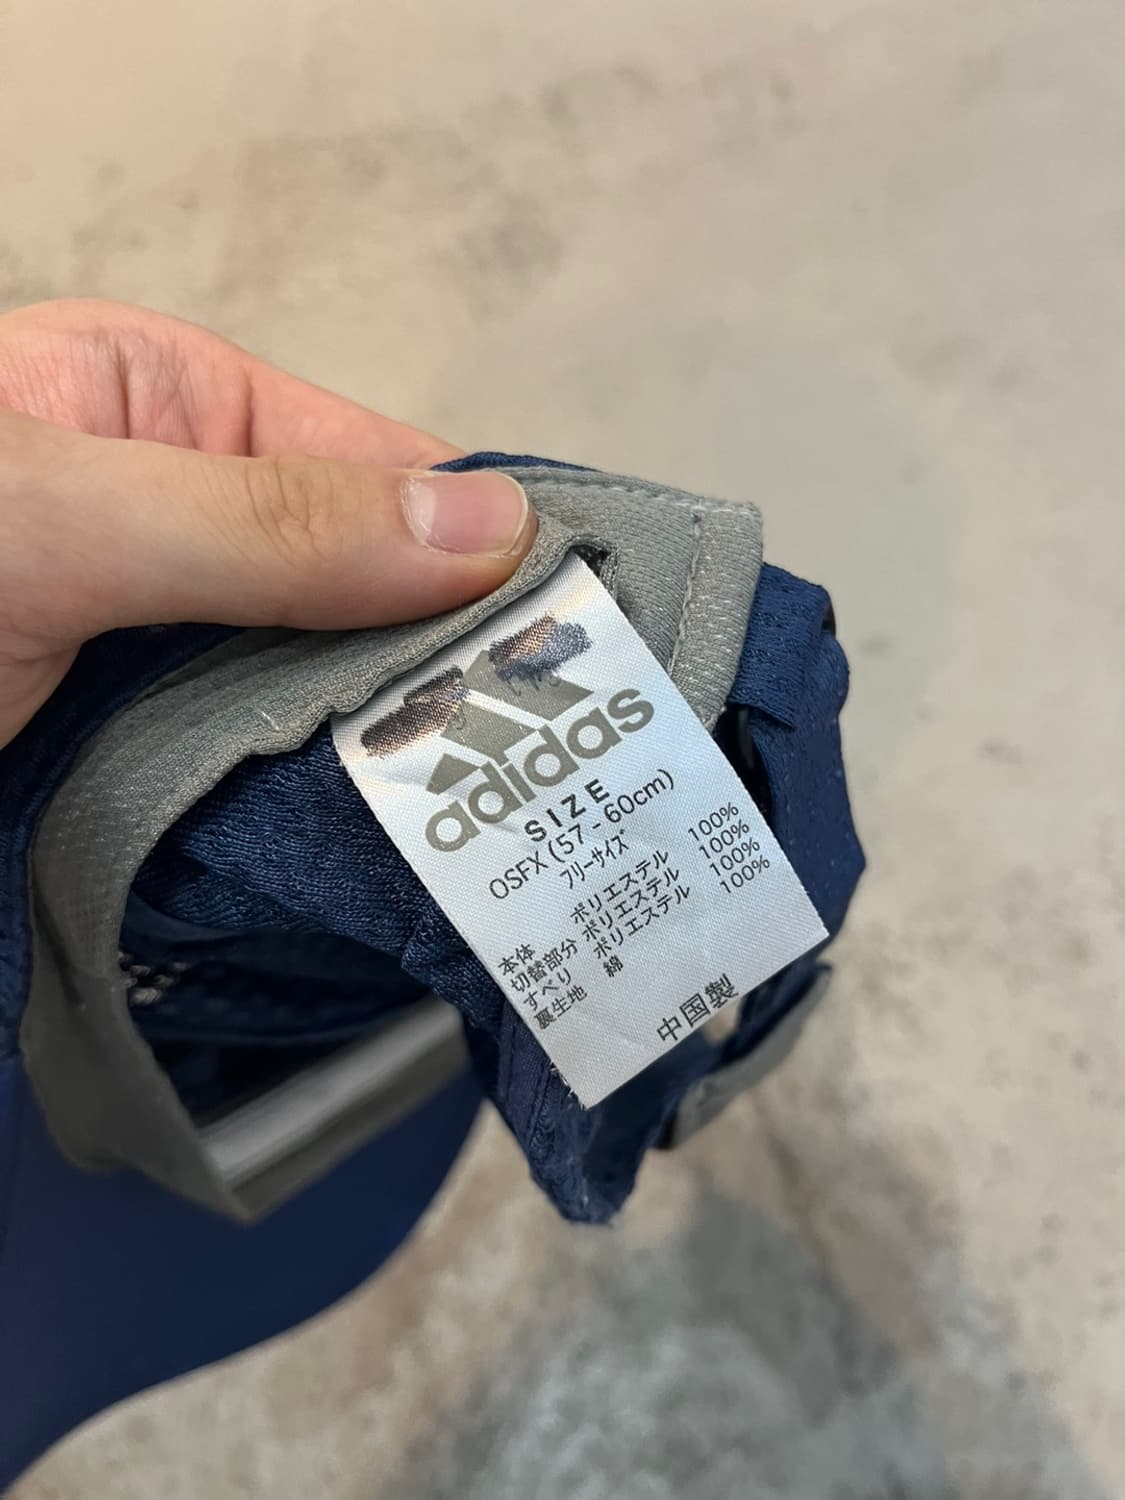 adidas
SIZE
OSFX (57-60cm)
フリーサイズ
本体 ポリエステル 100%
切替部分 ポリエステル 100%
すべり ポリエステル 100%
裏生地 綿 100%
中国製